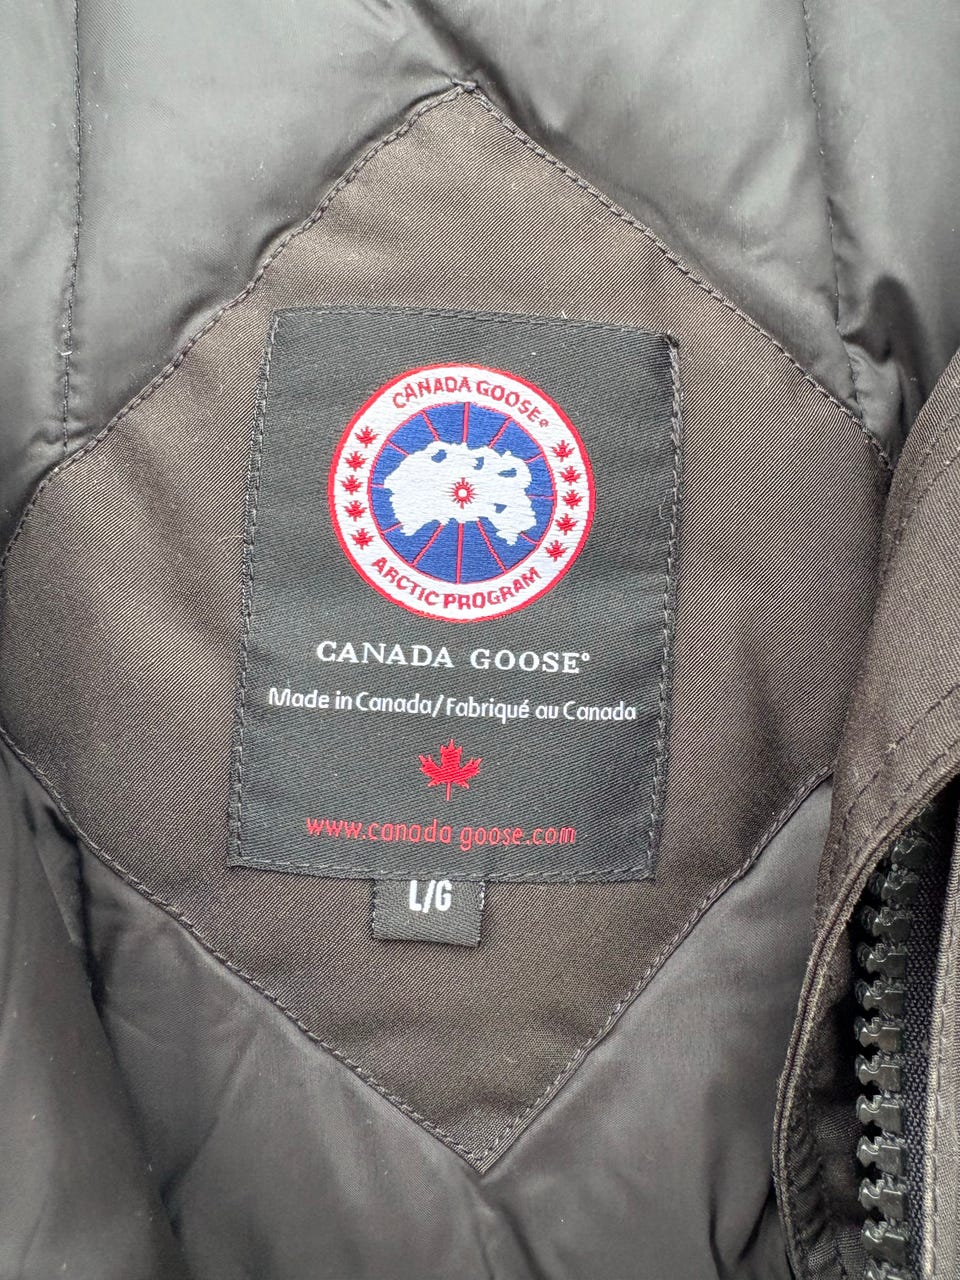 CANADA GOOSE®
ARCTIC PROGRAM
CANADA GOOSE®
Made in Canada/Fabriqué au Canada
www.canada goose.com
L/G